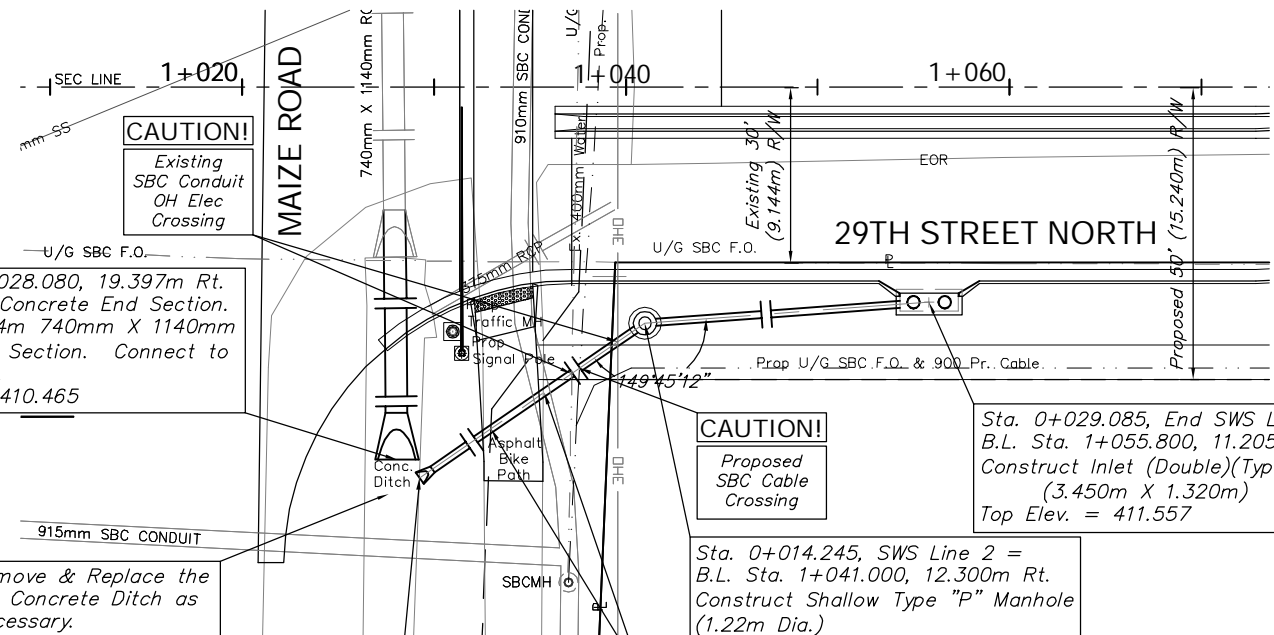 SEC LINE
1+020
1+040
1+060
mm SS
MAIZE ROAD
910mm SBC
U/G
Prop.
CAUTION!
Existing
SBC Conduit
OH Elec
Crossing
740mm X 1140mm
Ex. 400mm Water
Existing 30'
(9.144m) R/W
EOR
Proposed 50' (15.240m) R/W
29TH STREET NORTH
U/G SBC F.O.
U/G SBC F.O.
PL
OHE
375mm RCP
028.080, 19.397m Rt.
Concrete End Section.
4m 740mm X 1140mm
Section. Connect to
410.465
Traffic MH
Prop
Signal Pole
Prop U/G SBC F.O. & 900 Pr. Cable
149°45'12"
CAUTION!
Proposed
SBC Cable
Crossing
Sta. 0+029.085, End SWS L
B.L. Sta. 1+055.800, 11.205
Construct Inlet (Double)(Typ
(3.450m X 1.320m)
Top Elev. = 411.557
Asphalt
Bike
Path
Conc.
Ditch
OHE
915mm SBC CONDUIT
move & Replace the
Concrete Ditch as
cessary.
SBCMH
PL
Sta. 0+014.245, SWS Line 2 =
B.L. Sta. 1+041.000, 12.300m Rt.
Construct Shallow Type "P" Manhole
(1.22m Dia.)